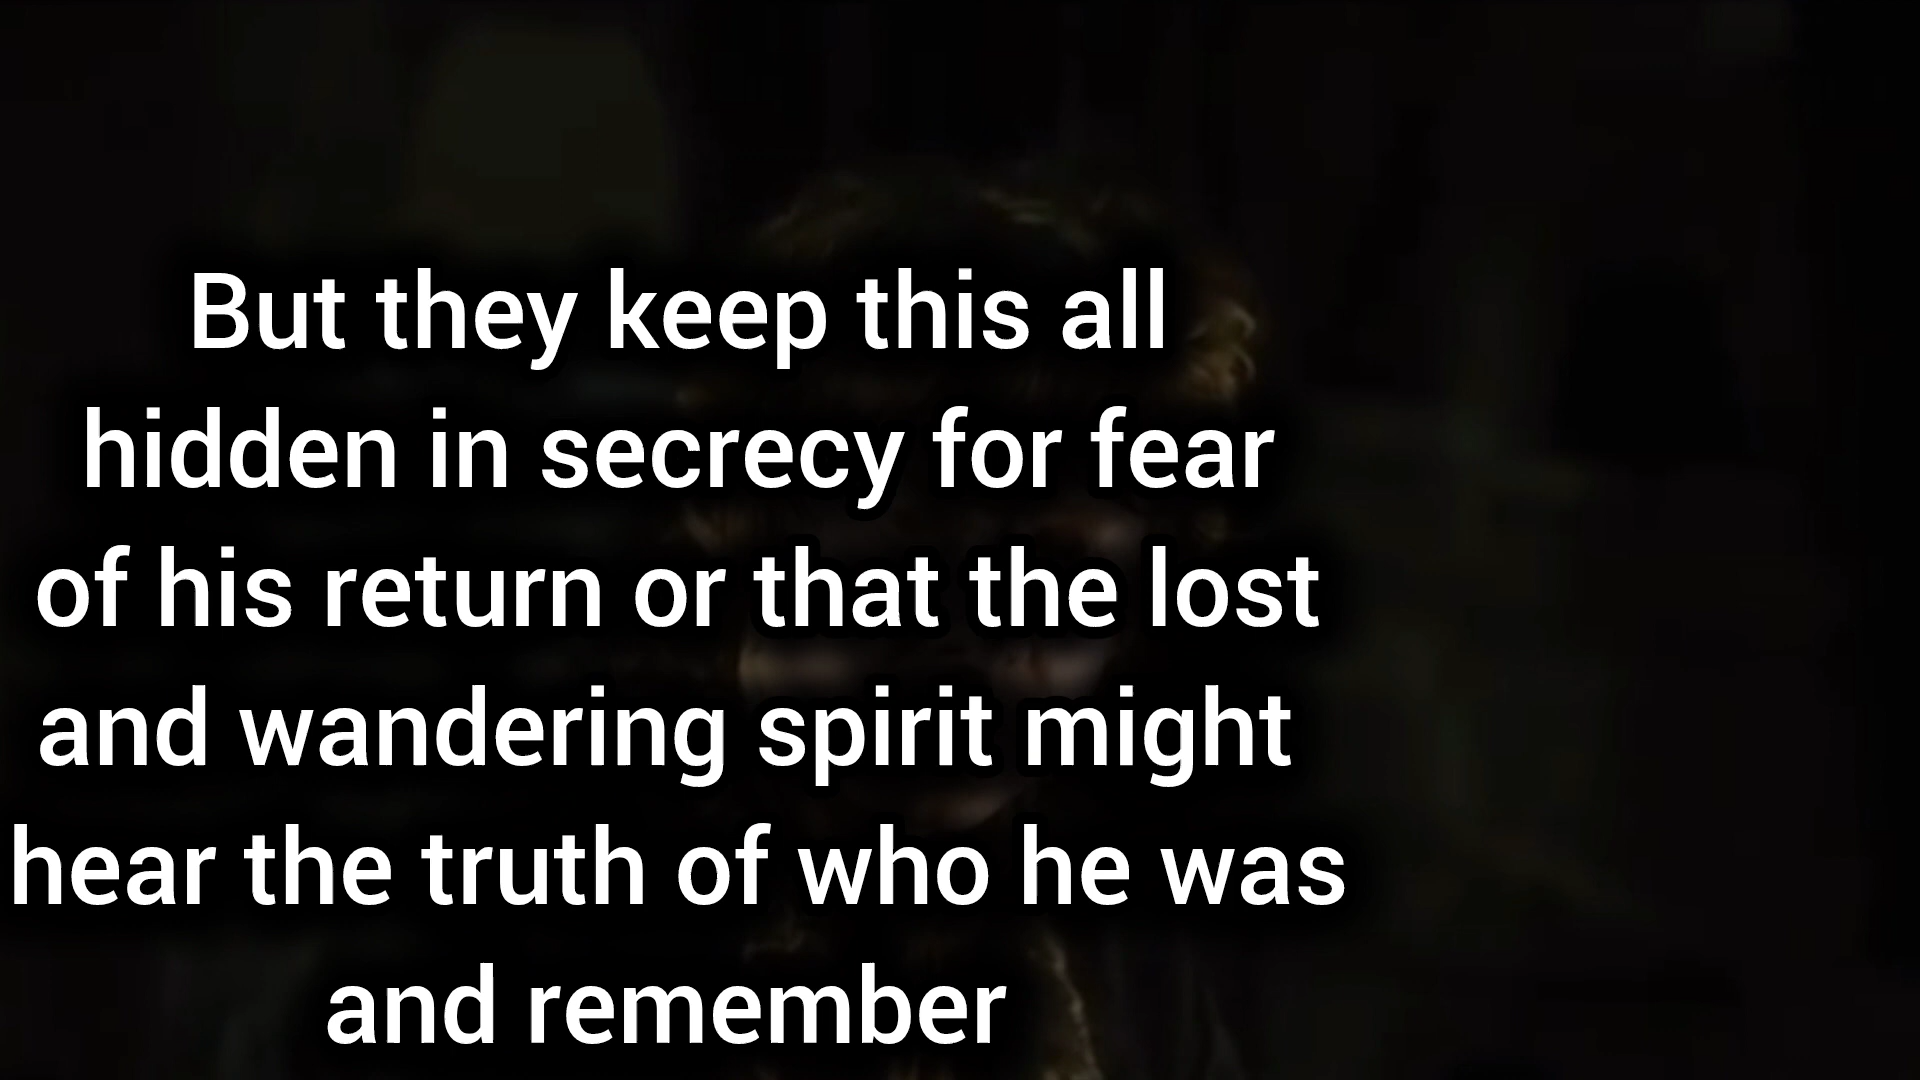 But they keep this all
hidden in secrecy for fear
of his return or that the lost
and wandering spirit might
hear the truth of who he was
and remember